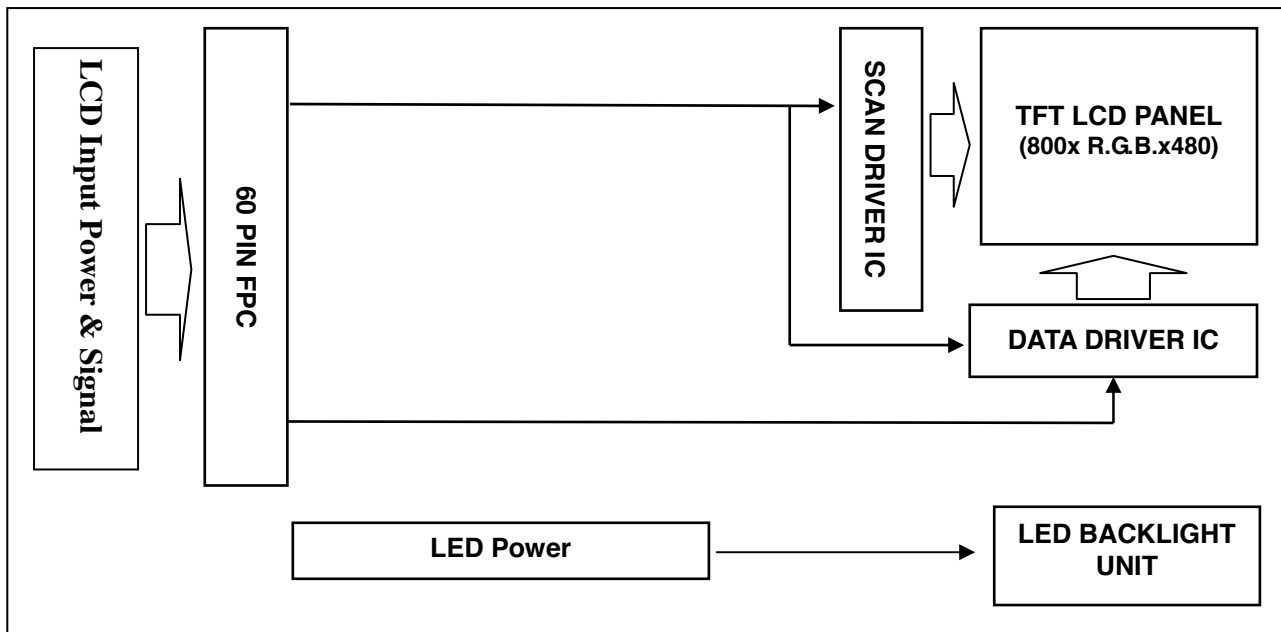 LCD Input Power & Signal
60 PIN FPC
SCAN DRIVER IC
TFT LCD PANEL
(800x R.G.B.x480)
DATA DRIVER IC
LED Power
LED BACKLIGHT
UNIT